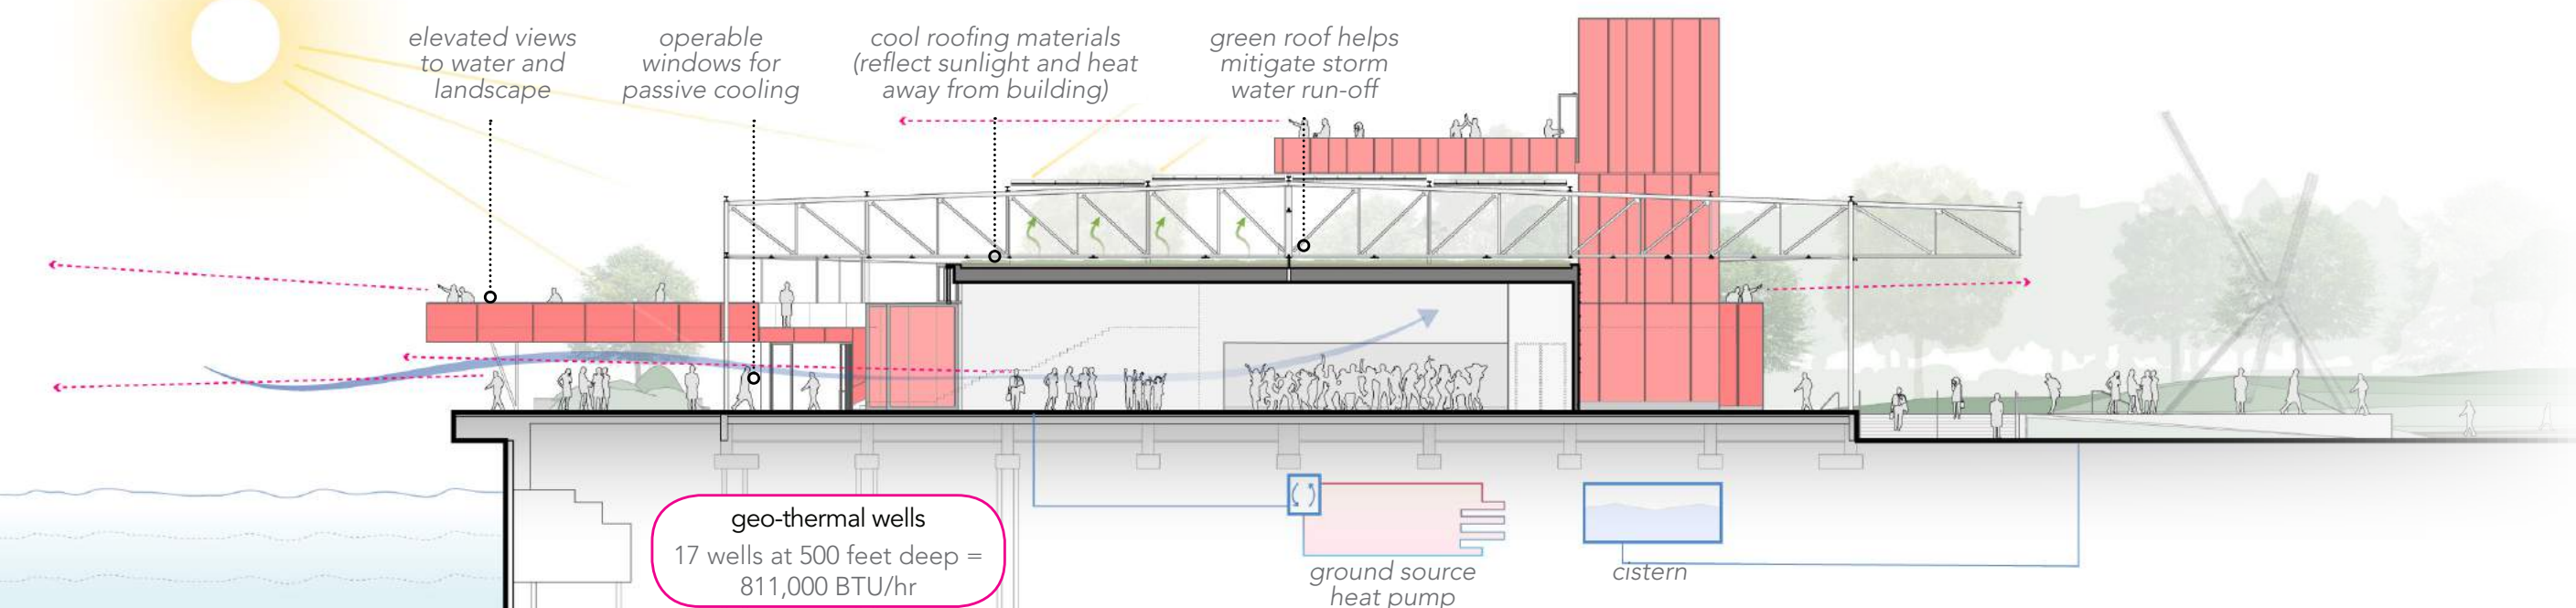 elevated views
to water and
landscape
operable
windows for
passive cooling
cool roofing materials
(reflect sunlight and heat
away from building)
green roof helps
mitigate storm
water run-off
geo-thermal wells
17 wells at 500 feet deep =
811,000 BTU/hr
ground source
heat pump
cistern